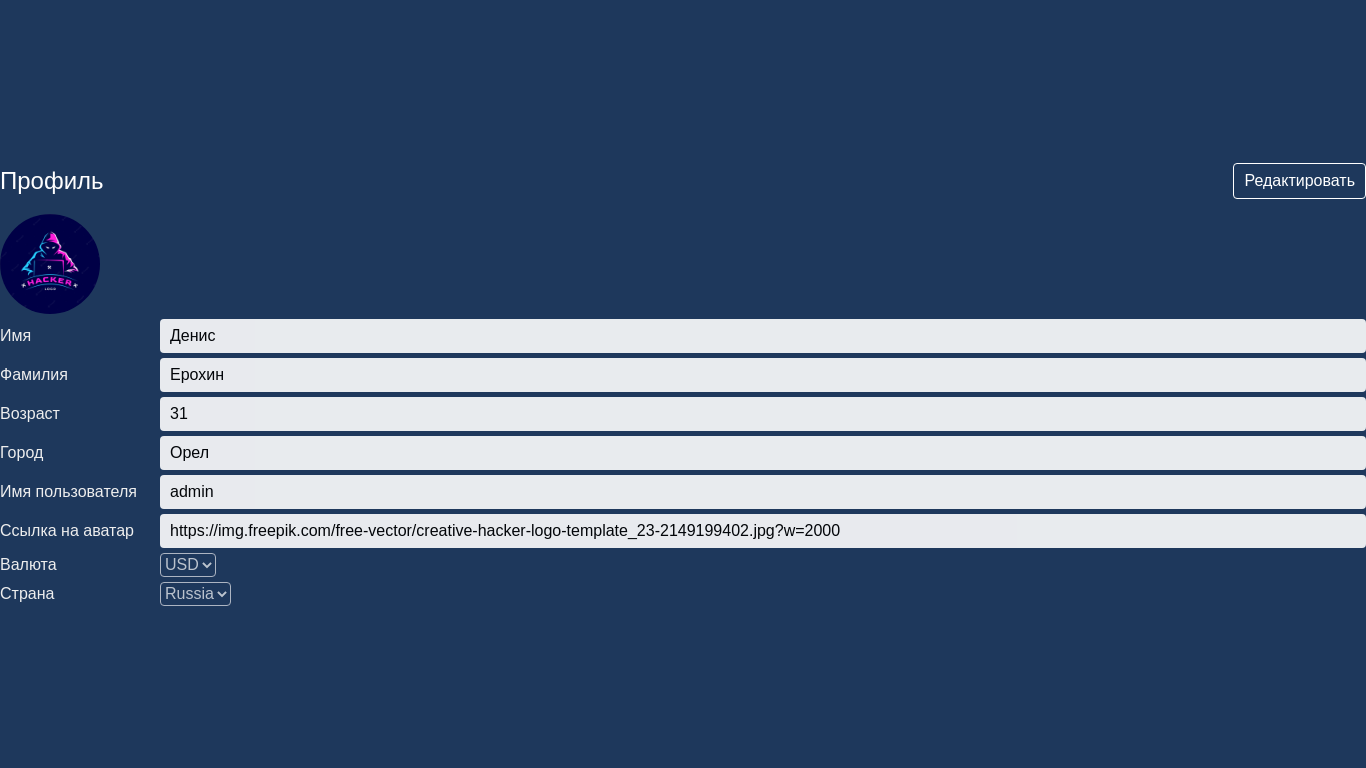 Профиль
Редактировать
HACKER
LOGO
Имя
Денис
Фамилия
Ерохин
Возраст
31
Город
Орел
Имя пользователя
admin
Ссылка на аватар
https://img.freepik.com/free-vector/creative-hacker-logo-template_23-2149199402.jpg?w=2000
Валюта
USD
Страна
Russia